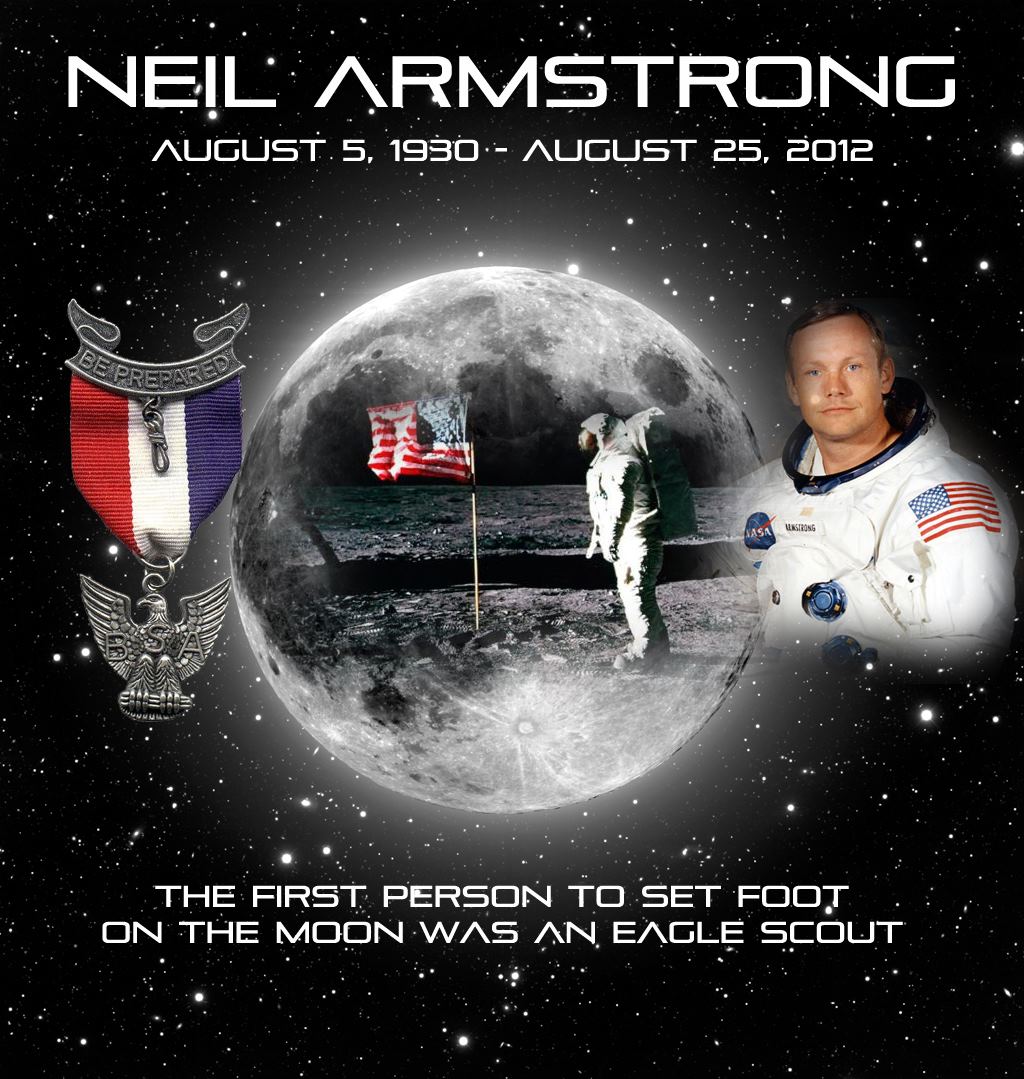 NEIL ARMSTRONG
AUGUST 5, 1930 - AUGUST 25, 2012
BE PREPARED
BSA
NASA
ARMSTRONG
THE FIRST PERSON TO SET FOOT
ON THE MOON WAS AN EAGLE SCOUT